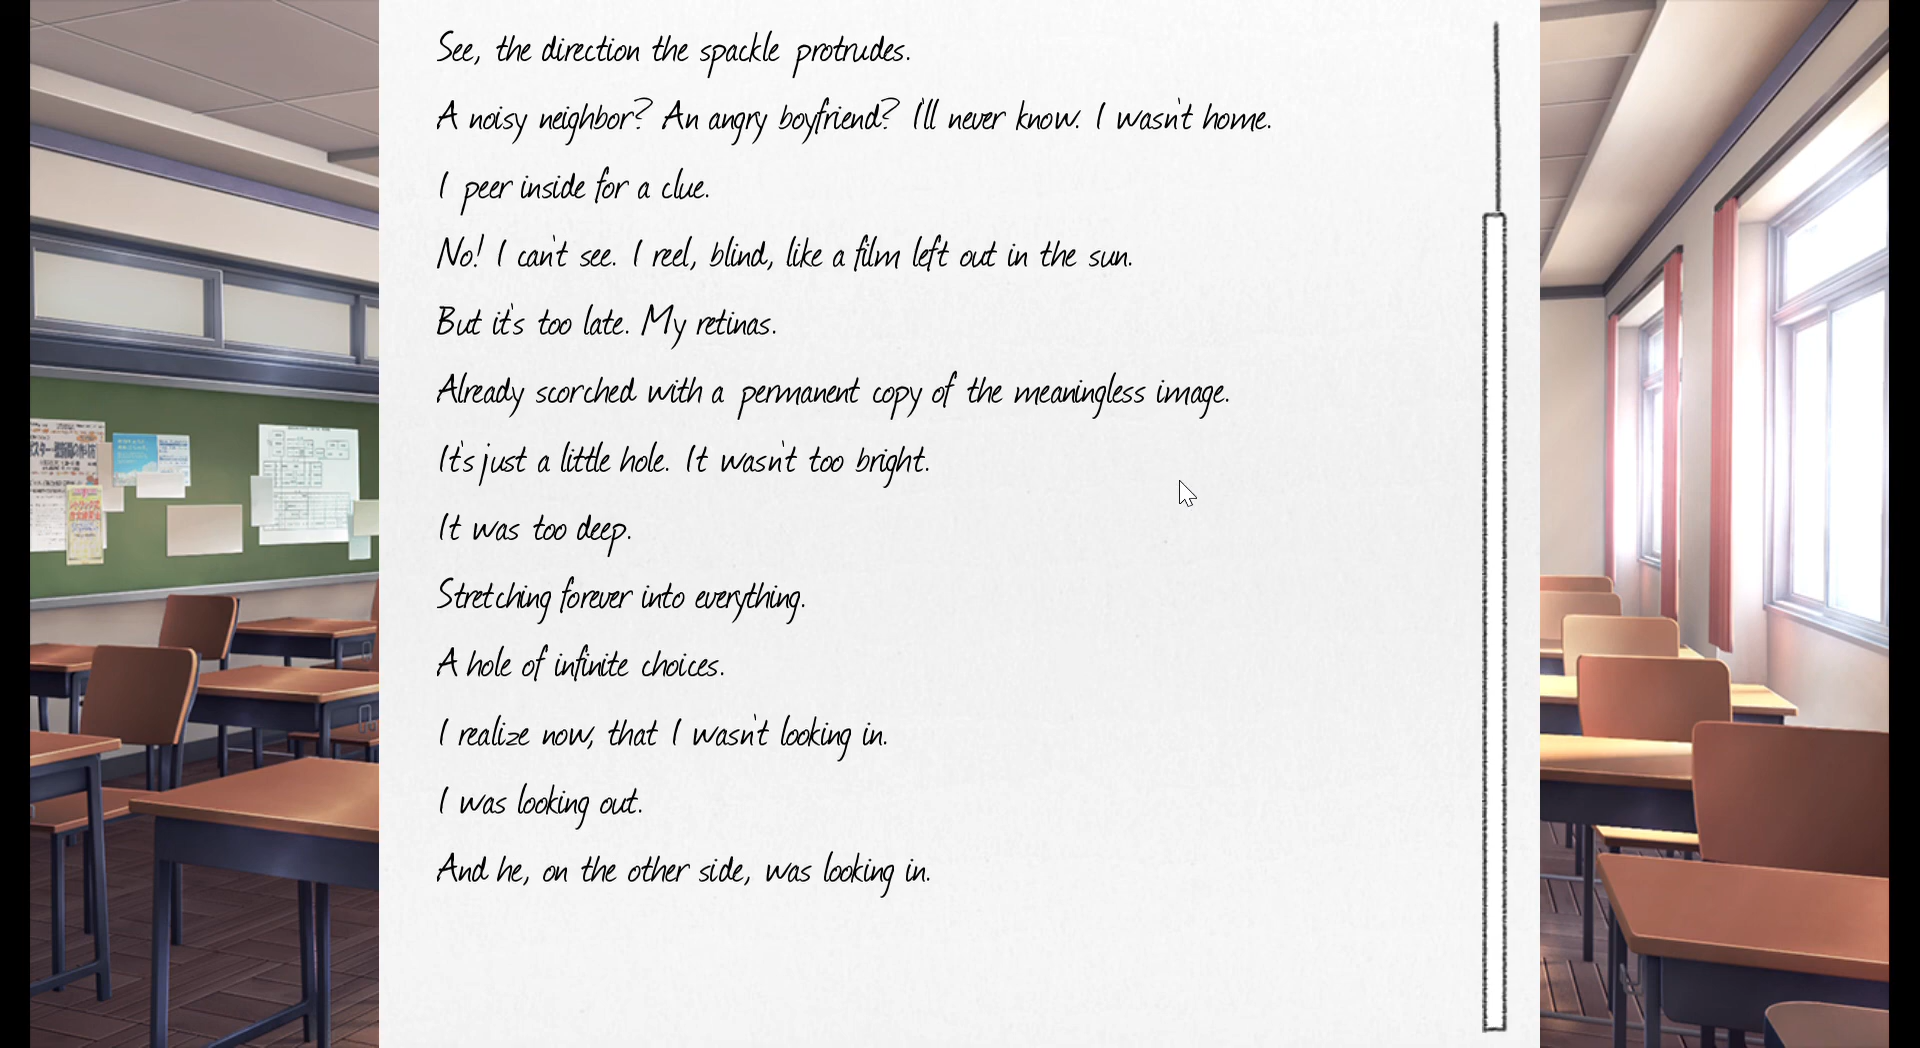 See, the direction the spackle protrudes.
A noisy neighbor? An angry boyfriend? I'll never know. I wasn't home.
I peer inside for a clue.
No! I can't see. I reel, blind, like a film left out in the sun.
But it's too late. My retinas.
Already scorched with a permanent copy of the meaningless image.
It's just a little hole. It wasn't too bright.
It was too deep.
Stretching forever into everything.
A hole of infinite choices.
I realize now, that I wasn't looking in.
I was looking out.
And he, on the other side, was looking in.